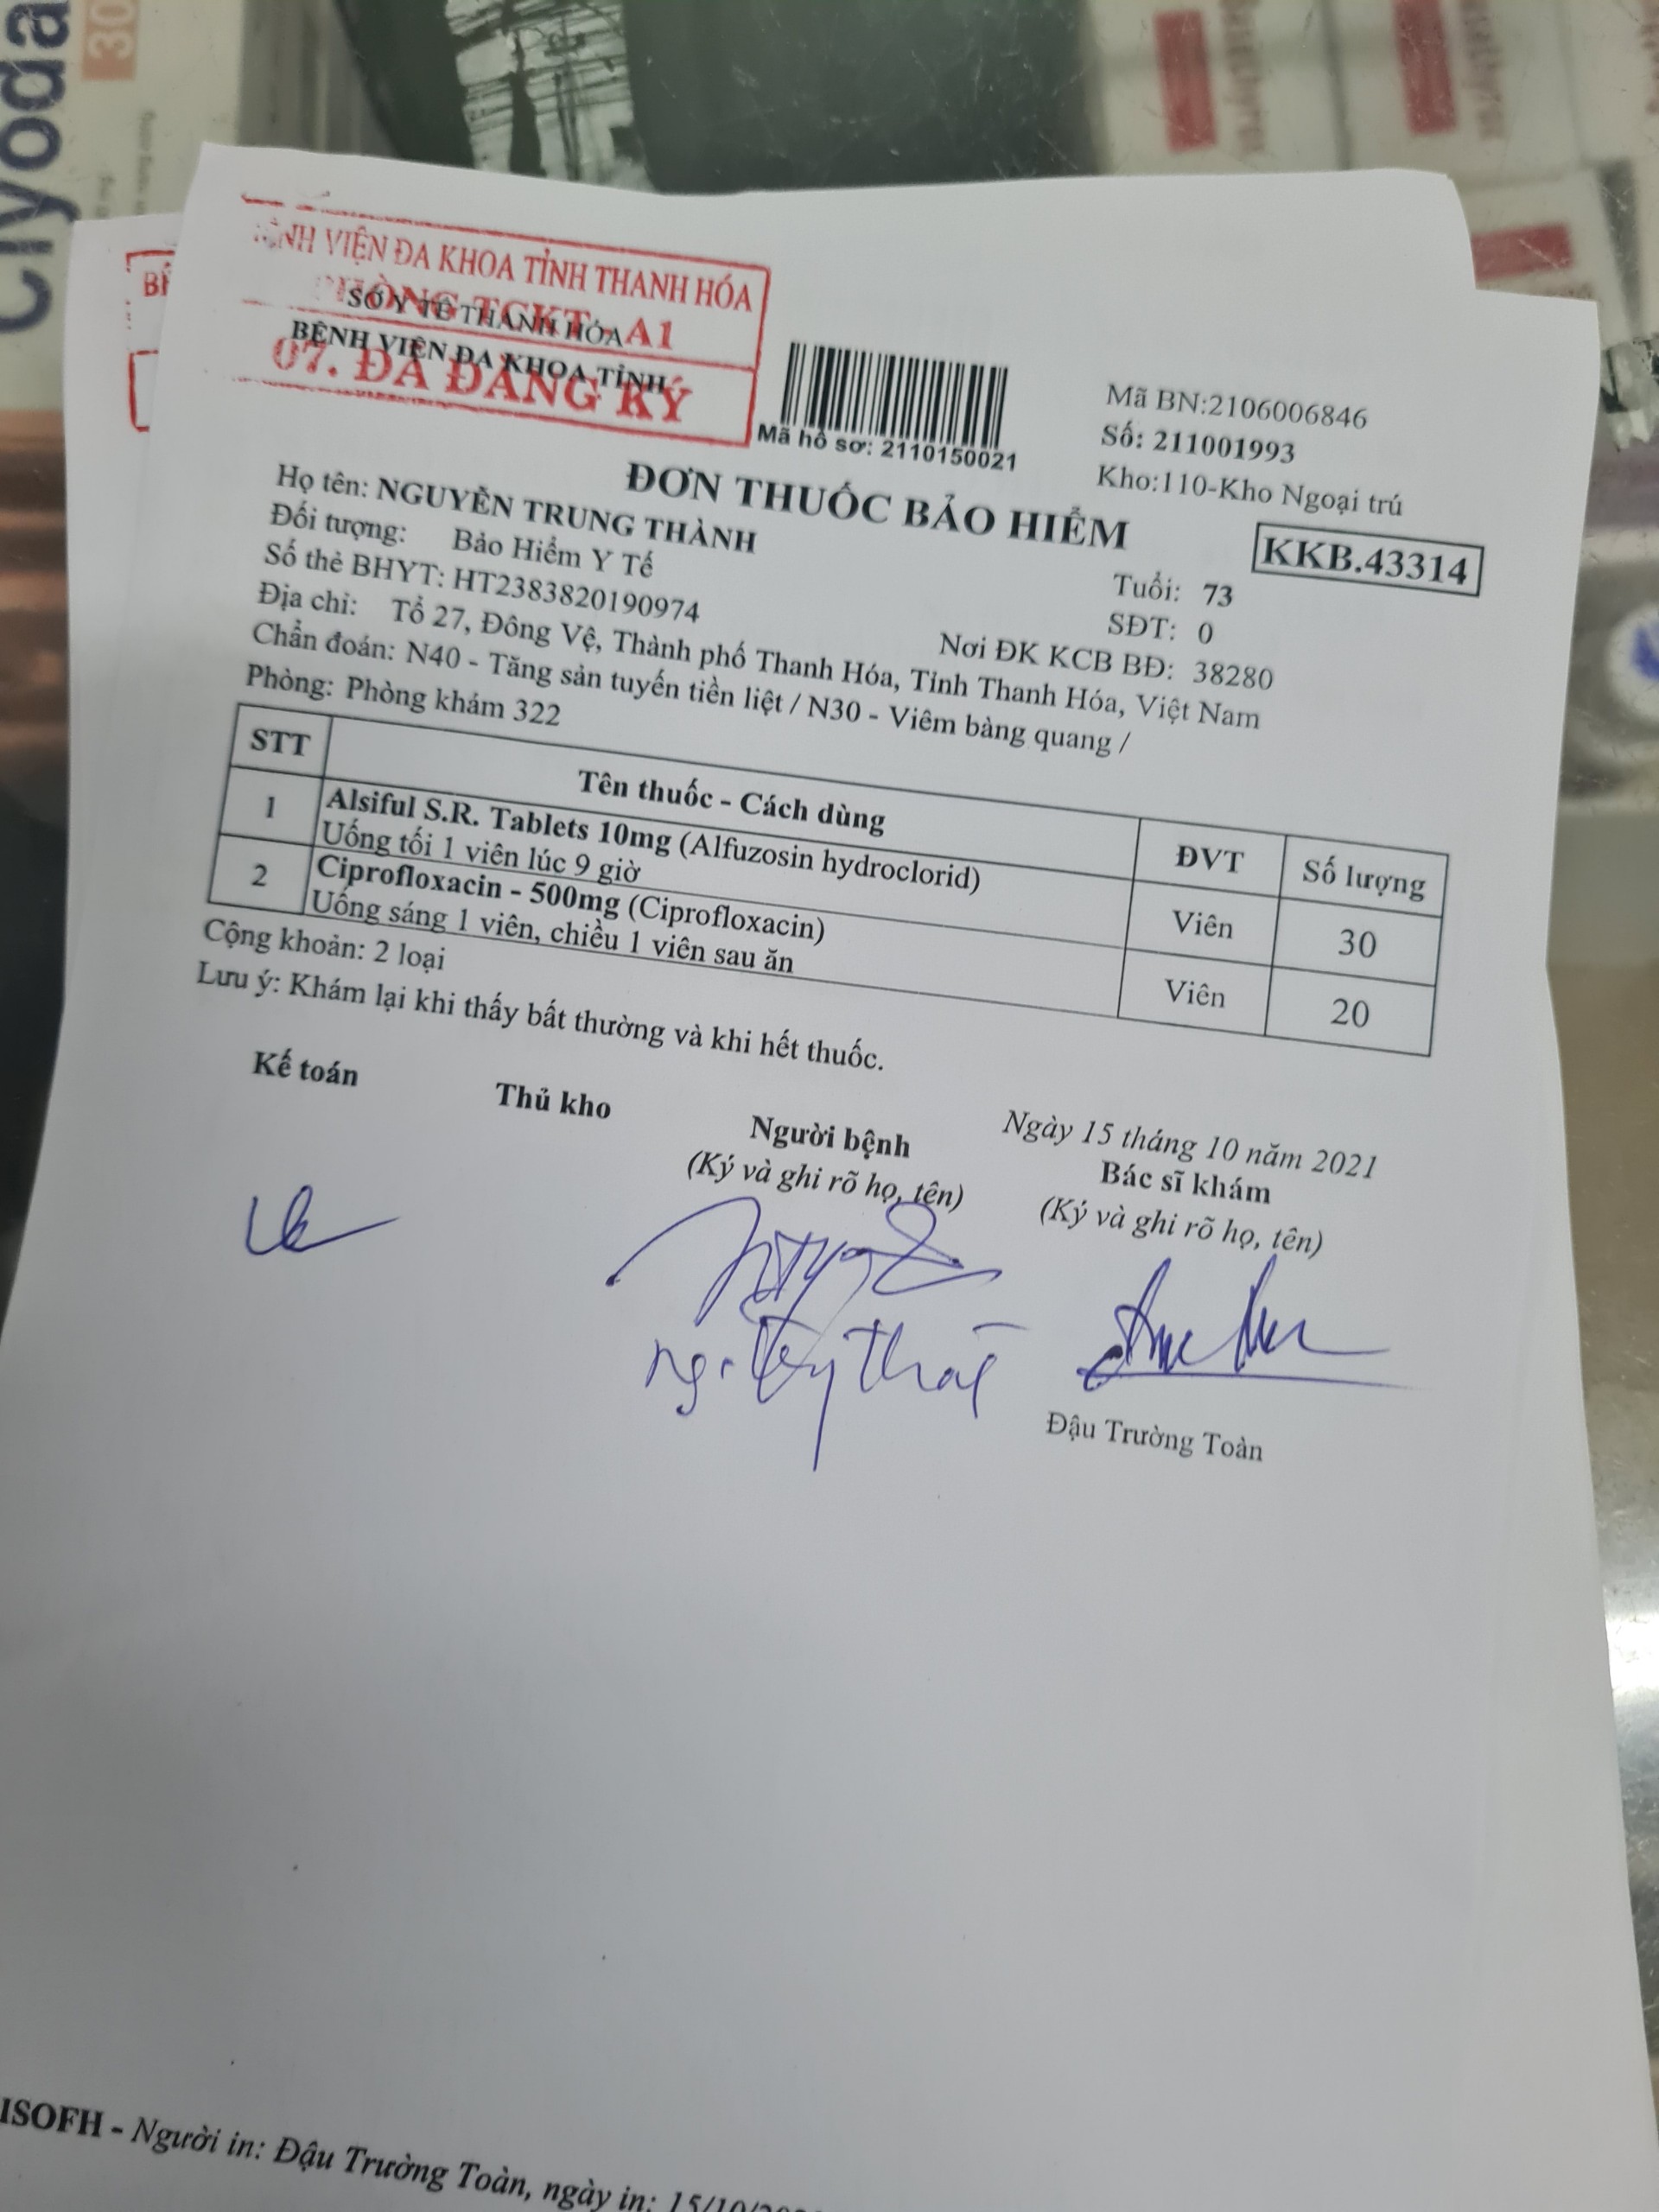 Ciyoda
30
BỆNH VIỆN ĐA KHOA TỈNH THANH HÓA
PHÒNG TCKT - A1
07. ĐÃ ĐĂNG KÝ
SỞ Y TẾ THANH HÓA
BỆNH VIỆN ĐA KHOA TỈNH
Mã hồ sơ: 2110150021
Mã BN:2106006846
Số: 211001993
Kho:110-Kho Ngoại trú
ĐƠN THUỐC BẢO HIỂM
KKB.43314
Họ tên: NGUYỄN TRUNG THÀNH
Tuổi: 73
Đối tượng: Bảo Hiểm Y Tế
SĐT: 0
Số thẻ BHYT: HT2383820190974
Nơi ĐK KCB BĐ: 38280
Địa chỉ: Tổ 27, Đông Vệ, Thành phố Thanh Hóa, Tỉnh Thanh Hóa, Việt Nam
Chẩn đoán: N40 - Tăng sản tuyến tiền liệt / N30 - Viêm bàng quang /
Phòng: Phòng khám 322
STT Tên thuốc - Cách dùng ĐVT Số lượng
1 Alsiful S.R. Tablets 10mg (Alfuzosin hydroclorid) Viên 30
Uống tối 1 viên lúc 9 giờ
2 Ciprofloxacin - 500mg (Ciprofloxacin) Viên 20
Uống sáng 1 viên, chiều 1 viên sau ăn
Cộng khoản: 2 loại
Lưu ý: Khám lại khi thấy bất thường và khi hết thuốc.
Ngày 15 tháng 10 năm 2021
Kế toán Thủ kho Người bệnh Bác sĩ khám
(Ký và ghi rõ họ, tên) (Ký và ghi rõ họ, tên)
Đậu Trường Toàn
ISOFH - Người in: Đậu Trường Toàn, ngày in: 15/10/